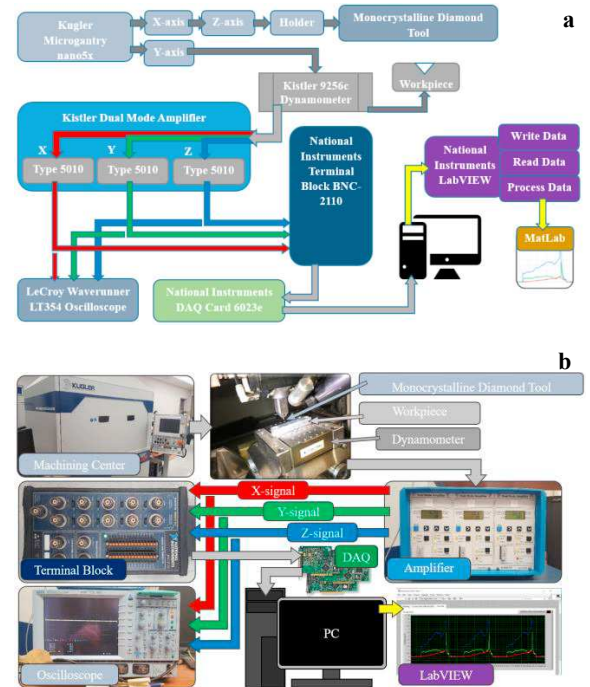 a
Kugler
Microgantry
nano5x
X-axis
Z-axis
Holder
Monocrystalline Diamond
Tool
Y-axis
Kistler 9256c
Dynamometer
Workpiece
Kistler Dual Mode Amplifier
X
Y
Z
Type 5010
Type 5010
Type 5010
National
Instruments
Terminal
Block BNC-
2110
National
Instruments
LabVIEW
Write Data
Read Data
Process Data
MatLab
LeCroy Waverunner
LT354 Oscilloscope
National Instruments
DAQ Card 6023e
b
KUGLER
Machining Center
Monocrystalline Diamond Tool
Workpiece
Dynamometer
X-signal
Y-signal
Z-signal
Terminal Block
DAQ
Amplifier
Oscilloscope
PC
LabVIEW